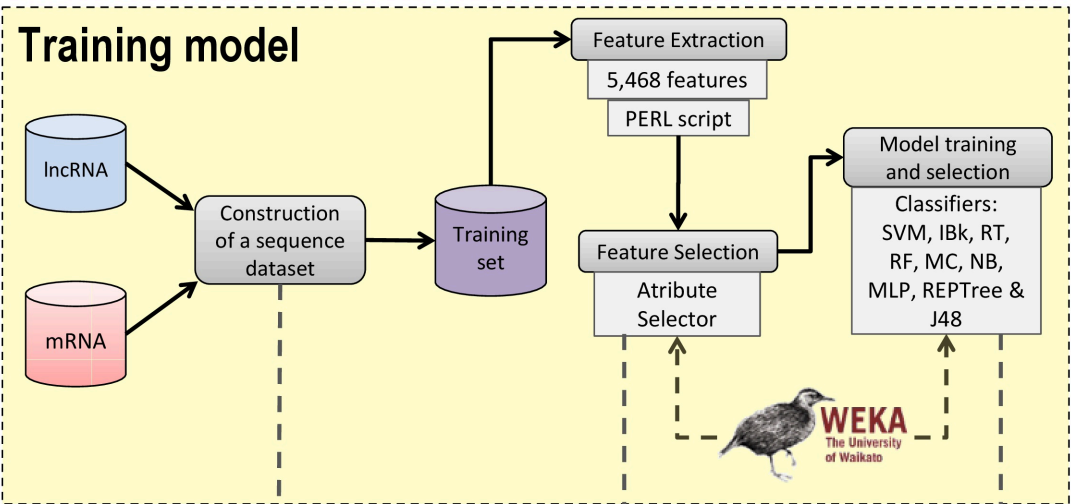 Training model
lncRNA
mRNA
Construction
of a sequence
dataset
Training
set
Feature Extraction
5,468 features
PERL script
Feature Selection
Atribute
Selector
Model training
and selection
Classifiers:
SVM, IBk, RT,
RF, MC, NB,
MLP, REPTree &
J48
WEKA
The University
of Waikato